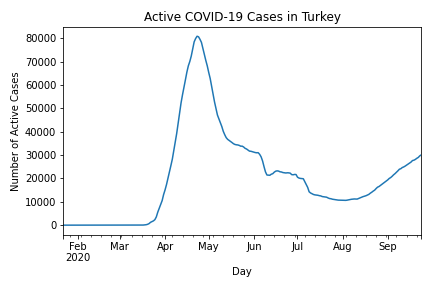 Active COVID-19 Cases in Turkey
Number of Active Cases
80000
70000
60000
50000
40000
30000
20000
10000
0
Feb Mar Apr May Jun Jul Aug Sep
2020
Day